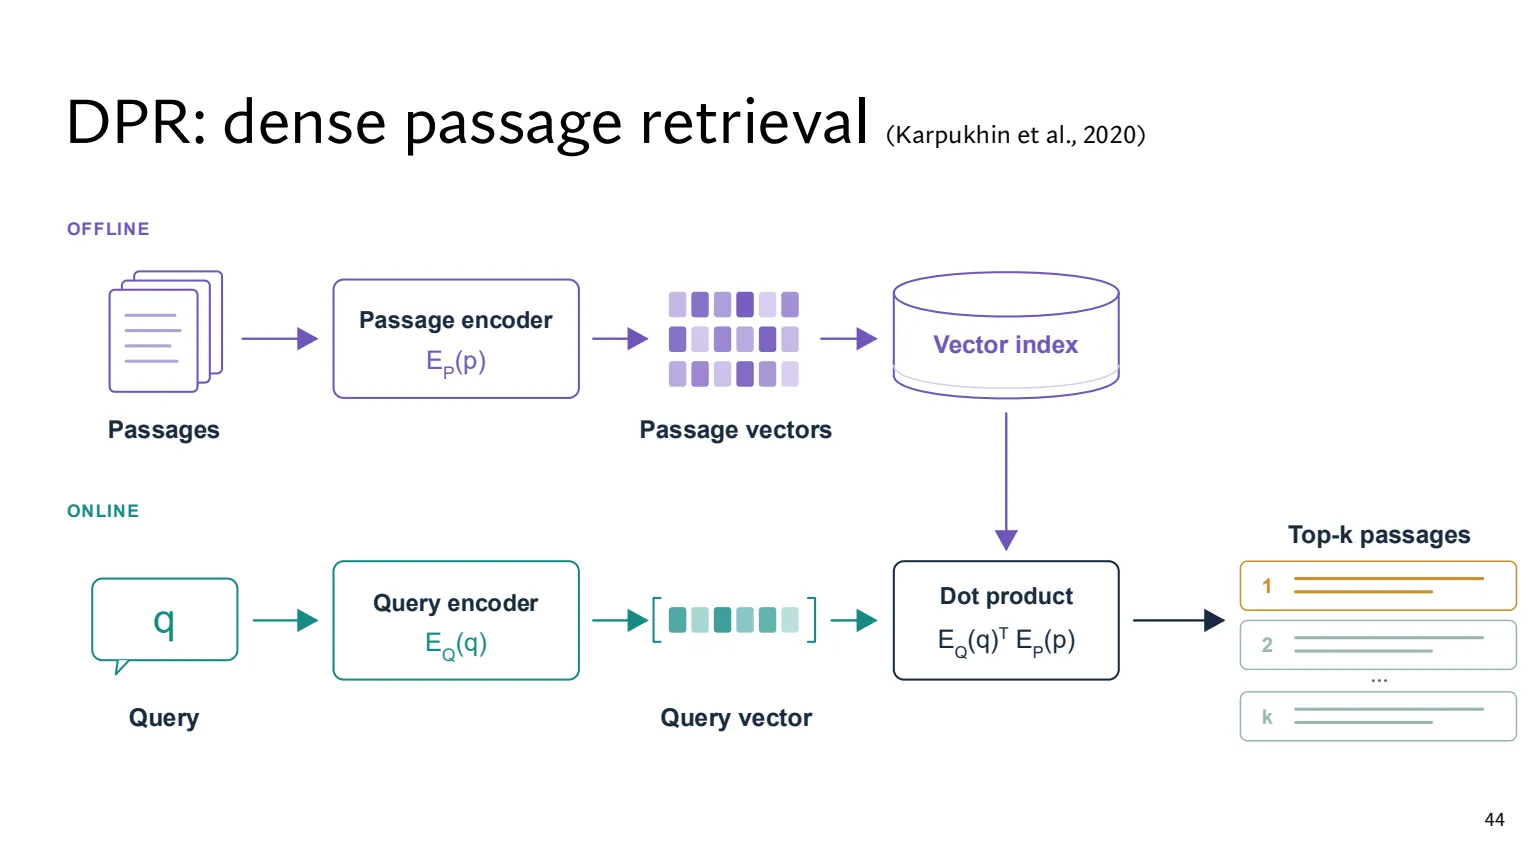 DPR: dense passage retrieval (Karpukhin et al., 2020)
OFFLINE
Passages
Passage encoder
E_P(p)
Passage vectors
Vector index
ONLINE
q
Query
Query encoder
E_Q(q)
Query vector
Dot product
E_Q(q)^T E_P(p)
Top-k passages
1
2
...
k
44